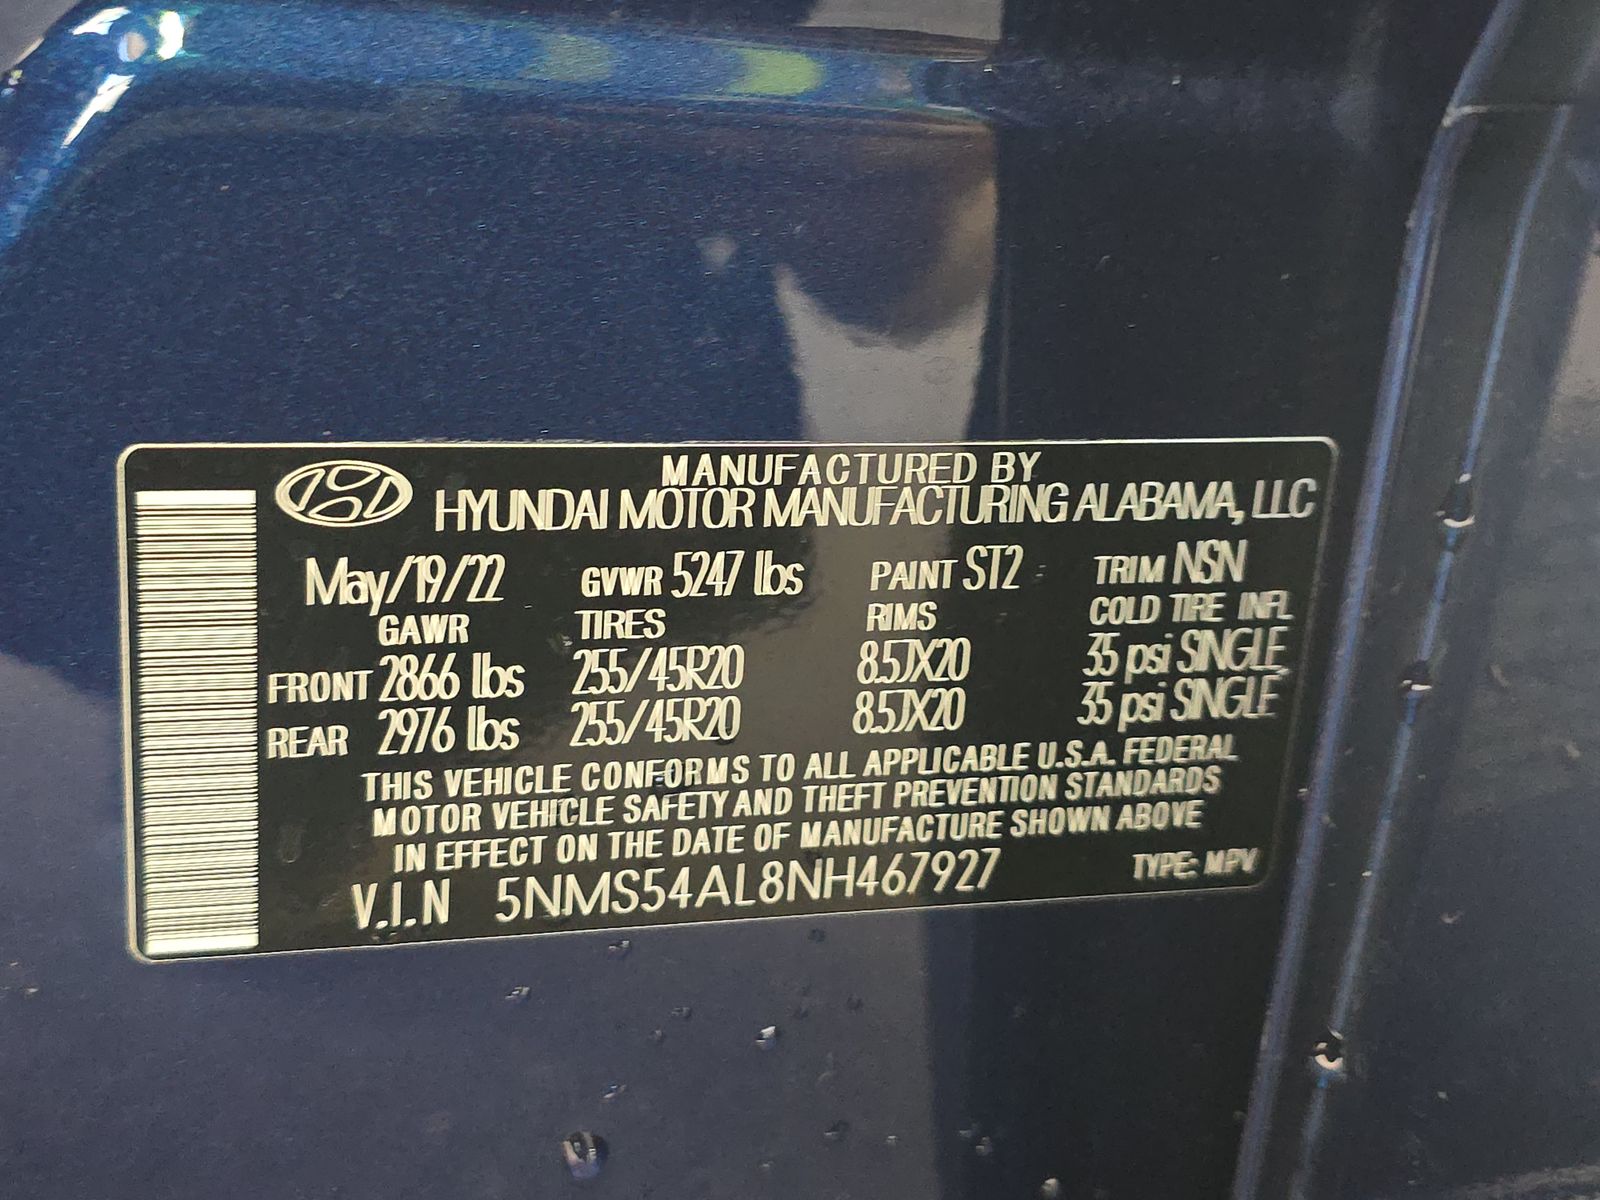 MANUFACTURED BY
HYUNDAI MOTOR MANUFACTURING ALABAMA, LLC
May/19/22 GVWR 5247 lbs PAINT ST2 TRIM NSN
GAWR TIRES RIMS COLD TIRE INFL
FRONT 2866 lbs 255/45R20 8.5JX20 35 psi SINGLE
REAR 2976 lbs 255/45R20 8.5JX20 35 psi SINGLE
THIS VEHICLE CONFORMS TO ALL APPLICABLE U.S.A. FEDERAL
MOTOR VEHICLE SAFETY AND THEFT PREVENTION STANDARDS
IN EFFECT ON THE DATE OF MANUFACTURE SHOWN ABOVE
V.I.N 5NMS54AL8NH467927 TYPE: MPV